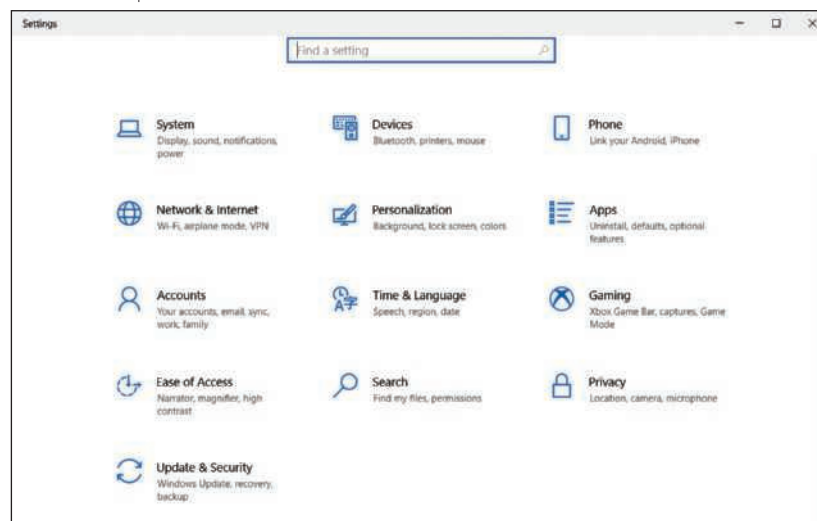 Settings
Find a setting
System
Display, sound, notifications,
power
Devices
Bluetooth, printers, mouse
Phone
Link your Android, iPhone
Network & Internet
Wi-Fi, airplane mode, VPN
Personalization
Background, lock screen, colors
Apps
Uninstall, defaults, optional
features
Accounts
Your accounts, email, sync,
work, family
Time & Language
Speech, region, date
Gaming
Xbox Game Bar, captures, Game
Mode
Ease of Access
Narrator, magnifier, high
contrast
Search
Find my files, permissions
Privacy
Location, camera, microphone
Update & Security
Windows Update, recovery,
backup